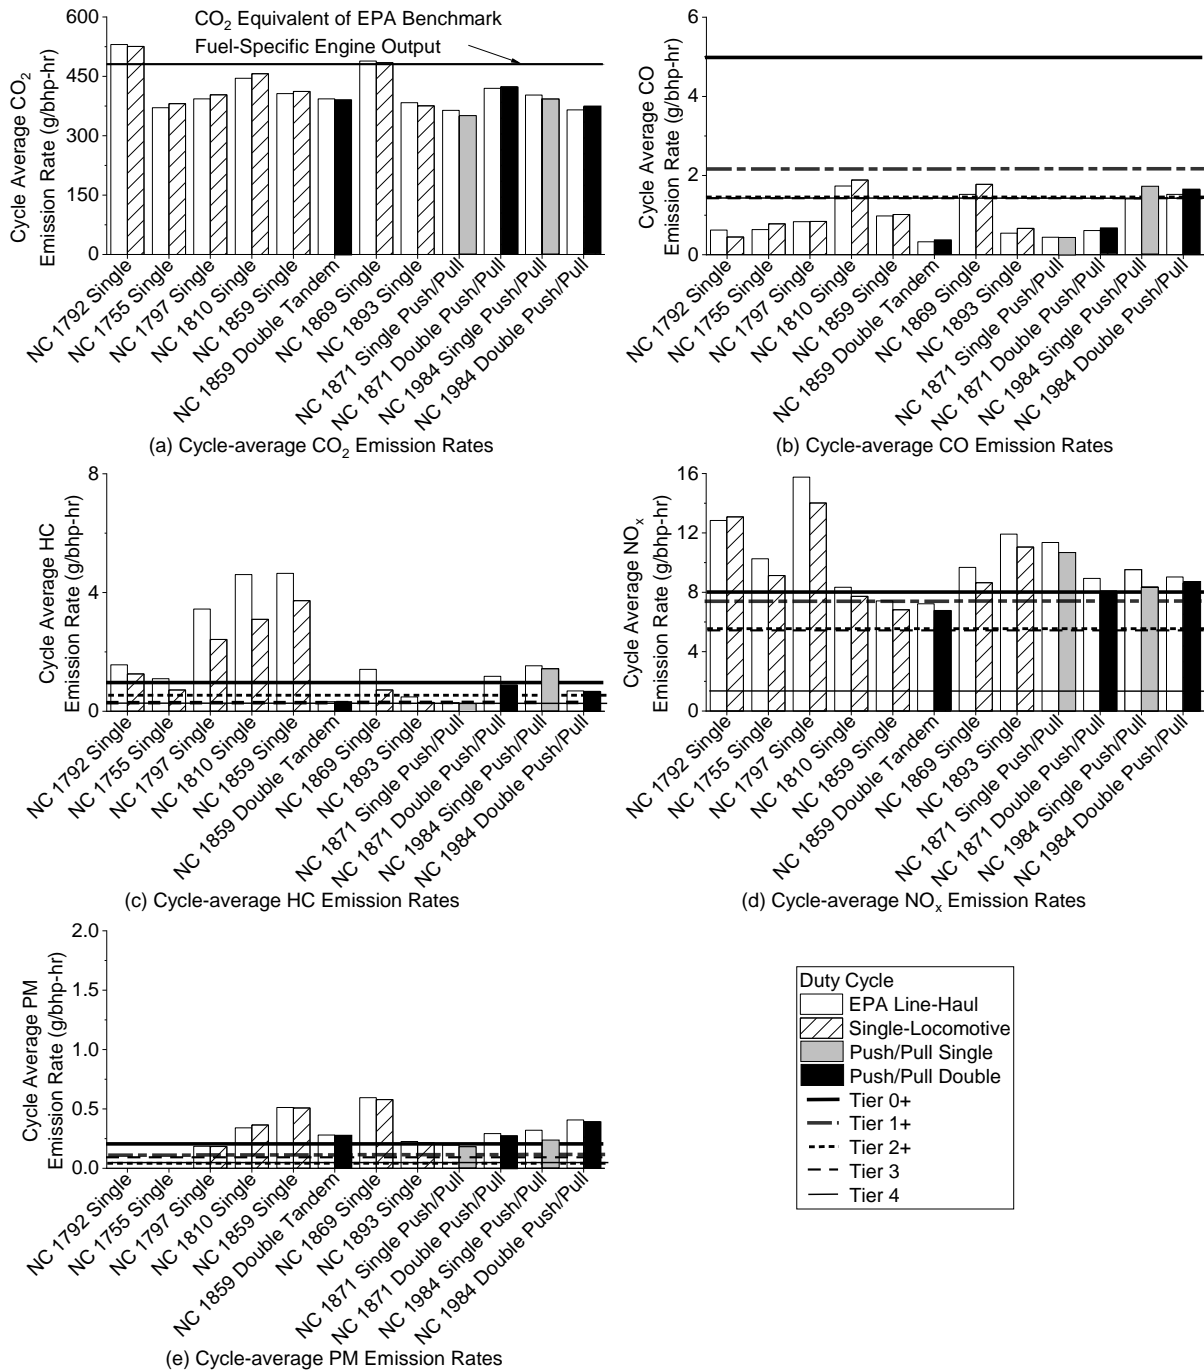 600
450
300
150
0
Cycle Average CO2
Emission Rate (g/bhp-hr)
CO2 Equivalent of EPA Benchmark
Fuel-Specific Engine Output
NC 1792 Single
NC 1755 Single
NC 1797 Single
NC 1810 Single
NC 1859 Single
NC 1859 Double Tandem
NC 1869 Single
NC 1893 Single
NC 1871 Single Push/Pull
NC 1871 Double Push/Pull
NC 1984 Single Push/Pull
NC 1984 Double Push/Pull
(a) Cycle-average CO2 Emission Rates
6
4
2
0
Cycle Average CO
Emission Rate (g/bhp-hr)
NC 1792 Single
NC 1755 Single
NC 1797 Single
NC 1810 Single
NC 1859 Single
NC 1859 Double Tandem
NC 1869 Single
NC 1893 Single
NC 1871 Single Push/Pull
NC 1871 Double Push/Pull
NC 1984 Single Push/Pull
NC 1984 Double Push/Pull
(b) Cycle-average CO Emission Rates
8
4
0
Cycle Average HC
Emission Rate (g/bhp-hr)
NC 1792 Single
NC 1755 Single
NC 1797 Single
NC 1810 Single
NC 1859 Single
NC 1859 Double Tandem
NC 1869 Single
NC 1893 Single
NC 1871 Single Push/Pull
NC 1871 Double Push/Pull
NC 1984 Single Push/Pull
NC 1984 Double Push/Pull
(c) Cycle-average HC Emission Rates
16
12
8
4
0
Cycle Average NOx
Emission Rate (g/bhp-hr)
NC 1792 Single
NC 1755 Single
NC 1797 Single
NC 1810 Single
NC 1859 Single
NC 1859 Double Tandem
NC 1869 Single
NC 1893 Single
NC 1871 Single Push/Pull
NC 1871 Double Push/Pull
NC 1984 Single Push/Pull
NC 1984 Double Push/Pull
(d) Cycle-average NOx Emission Rates
2.0
1.5
1.0
0.5
0.0
Cycle Average PM
Emission Rate (g/bhp-hr)
NC 1792 Single
NC 1755 Single
NC 1797 Single
NC 1810 Single
NC 1859 Single
NC 1859 Double Tandem
NC 1869 Single
NC 1893 Single
NC 1871 Single Push/Pull
NC 1871 Double Push/Pull
NC 1984 Single Push/Pull
NC 1984 Double Push/Pull
(e) Cycle-average PM Emission Rates
Duty Cycle
EPA Line-Haul
Single-Locomotive
Push/Pull Single
Push/Pull Double
Tier 0+
Tier 1+
Tier 2+
Tier 3
Tier 4